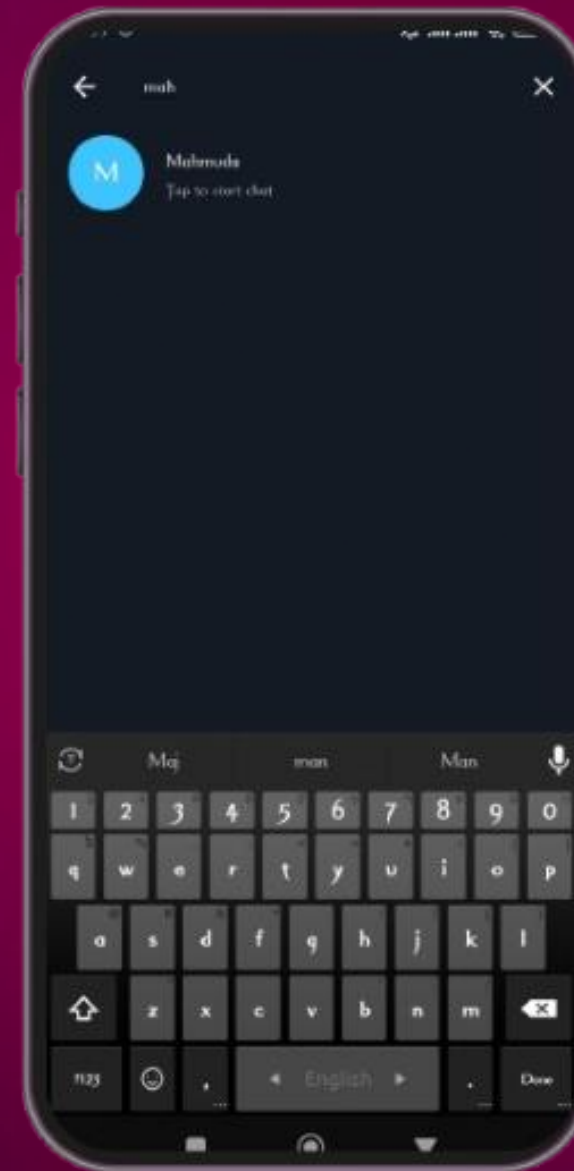 mah
M
Mahmuda
Tap to start chat
Maj man Man
1 2 3 4 5 6 7 8 9 0
q w e r t y u i o p
a s d f g h j k l
z x c v b n m
?123 , English . Done